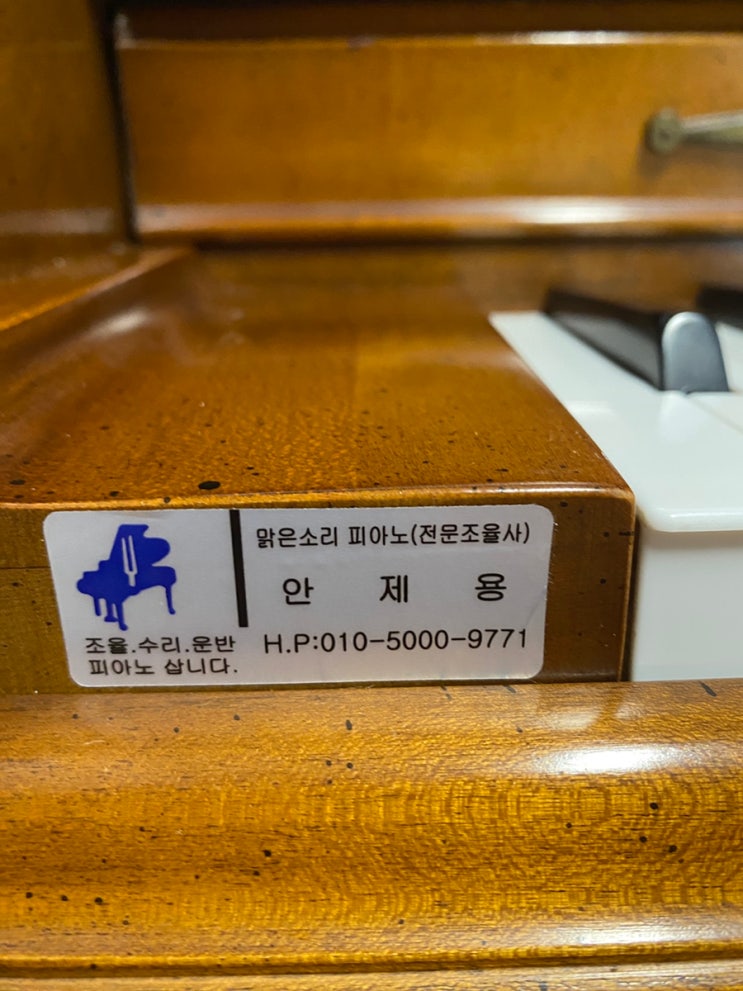 맑은소리 피아노(전문조율사)
안 제 용
조율.수리.운반
피아노 삽니다.
H.P:010-5000-9771